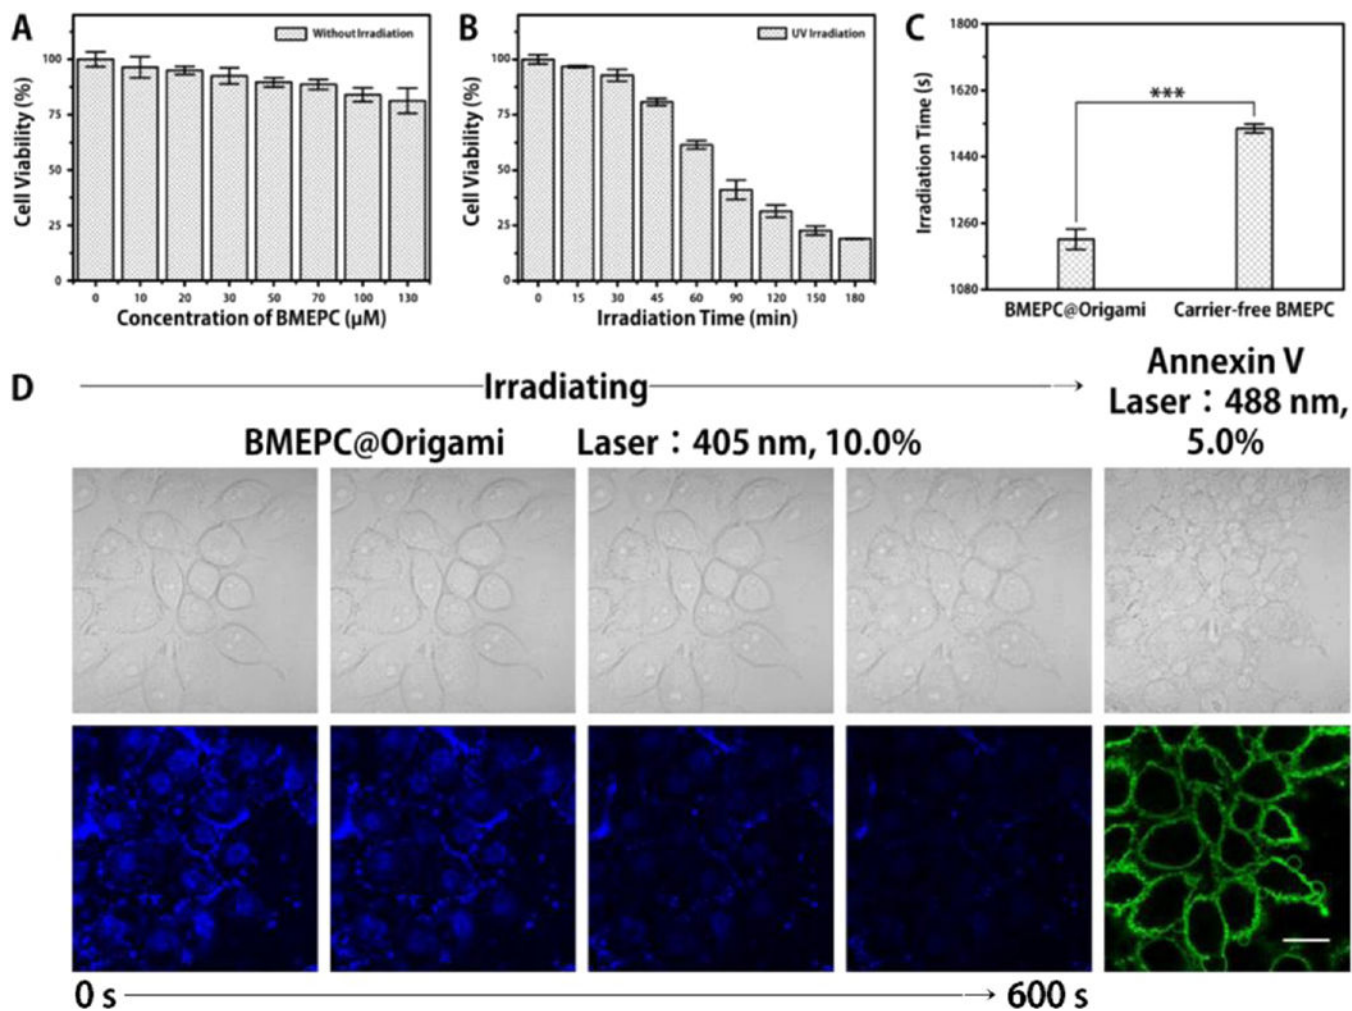 A
Without Irradiation
Cell Viability (%)
100
75
50
25
0
0 10 20 30 50 70 100 130
Concentration of BMEPC (µM)
B
UV Irradiation
Cell Viability (%)
100
75
50
25
0
0 15 30 45 60 90 120 150 180
Irradiation Time (min)
C
Irradiation Time (s)
1800
1620
1440
1260
1080
***
BMEPC@Origami Carrier-free BMEPC
D
Irradiating
Annexin V
Laser：488 nm,
5.0%
BMEPC@Origami Laser：405 nm, 10.0%
0 s 600 s